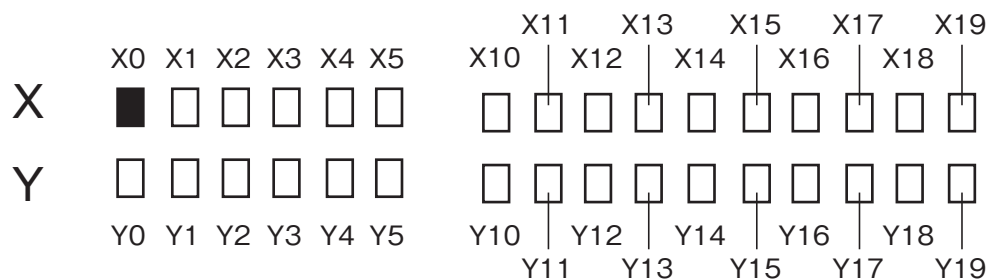 X11 X13 X15 X17 X19
X0 X1 X2 X3 X4 X5 X10 X12 X14 X16 X18
X
Y
Y0 Y1 Y2 Y3 Y4 Y5 Y10 Y12 Y14 Y16 Y18
Y11 Y13 Y15 Y17 Y19